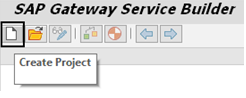 SAP Gateway Service Builder
Create Project